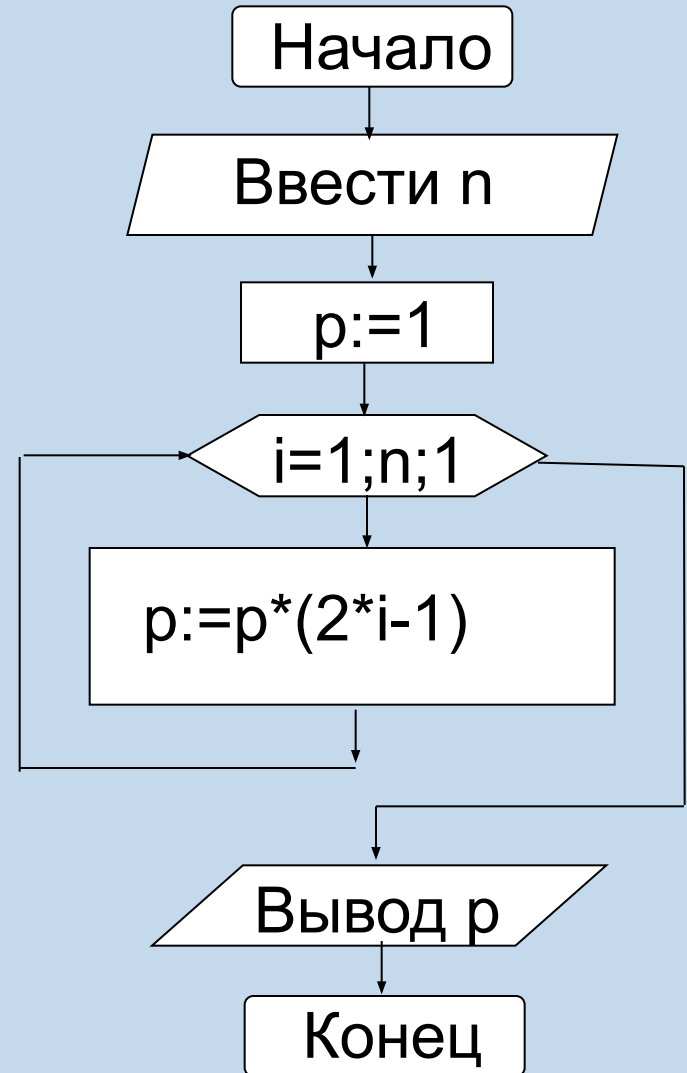 Начало
Ввести n
p:=1
i=1;n;1
p:=p*(2*i-1)
Вывод p
Конец